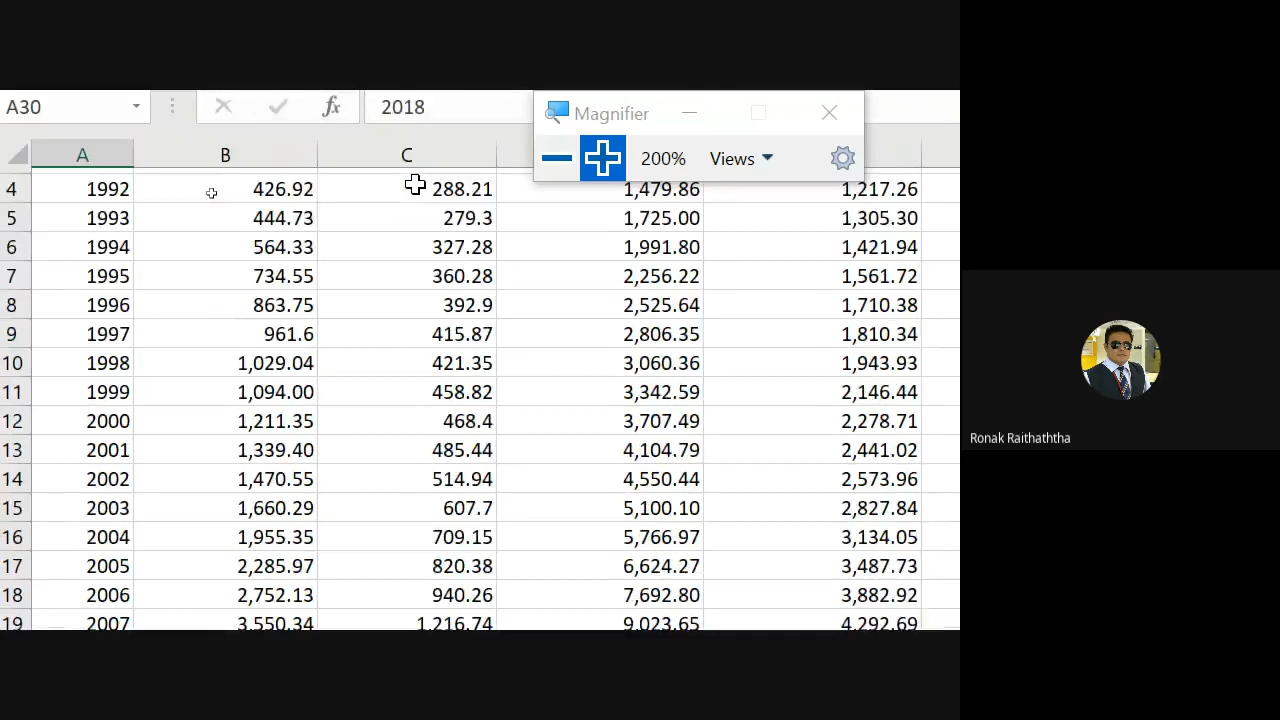 A30 fx 2018
Magnifier
200% Views
A B C
4 1992 426.92 288.21 1,479.86 1,217.26
5 1993 444.73 279.3 1,725.00 1,305.30
6 1994 564.33 327.28 1,991.80 1,421.94
7 1995 734.55 360.28 2,256.22 1,561.72
8 1996 863.75 392.9 2,525.64 1,710.38
9 1997 961.6 415.87 2,806.35 1,810.34
10 1998 1,029.04 421.35 3,060.36 1,943.93
11 1999 1,094.00 458.82 3,342.59 2,146.44
12 2000 1,211.35 468.4 3,707.49 2,278.71
13 2001 1,339.40 485.44 4,104.79 2,441.02
14 2002 1,470.55 514.94 4,550.44 2,573.96
15 2003 1,660.29 607.7 5,100.10 2,827.84
16 2004 1,955.35 709.15 5,766.97 3,134.05
17 2005 2,285.97 820.38 6,624.27 3,487.73
18 2006 2,752.13 940.26 7,692.80 3,882.92
19 2007 3,550.34 1,216.74 9,023.65 4,292.69
Ronak Raithaththa